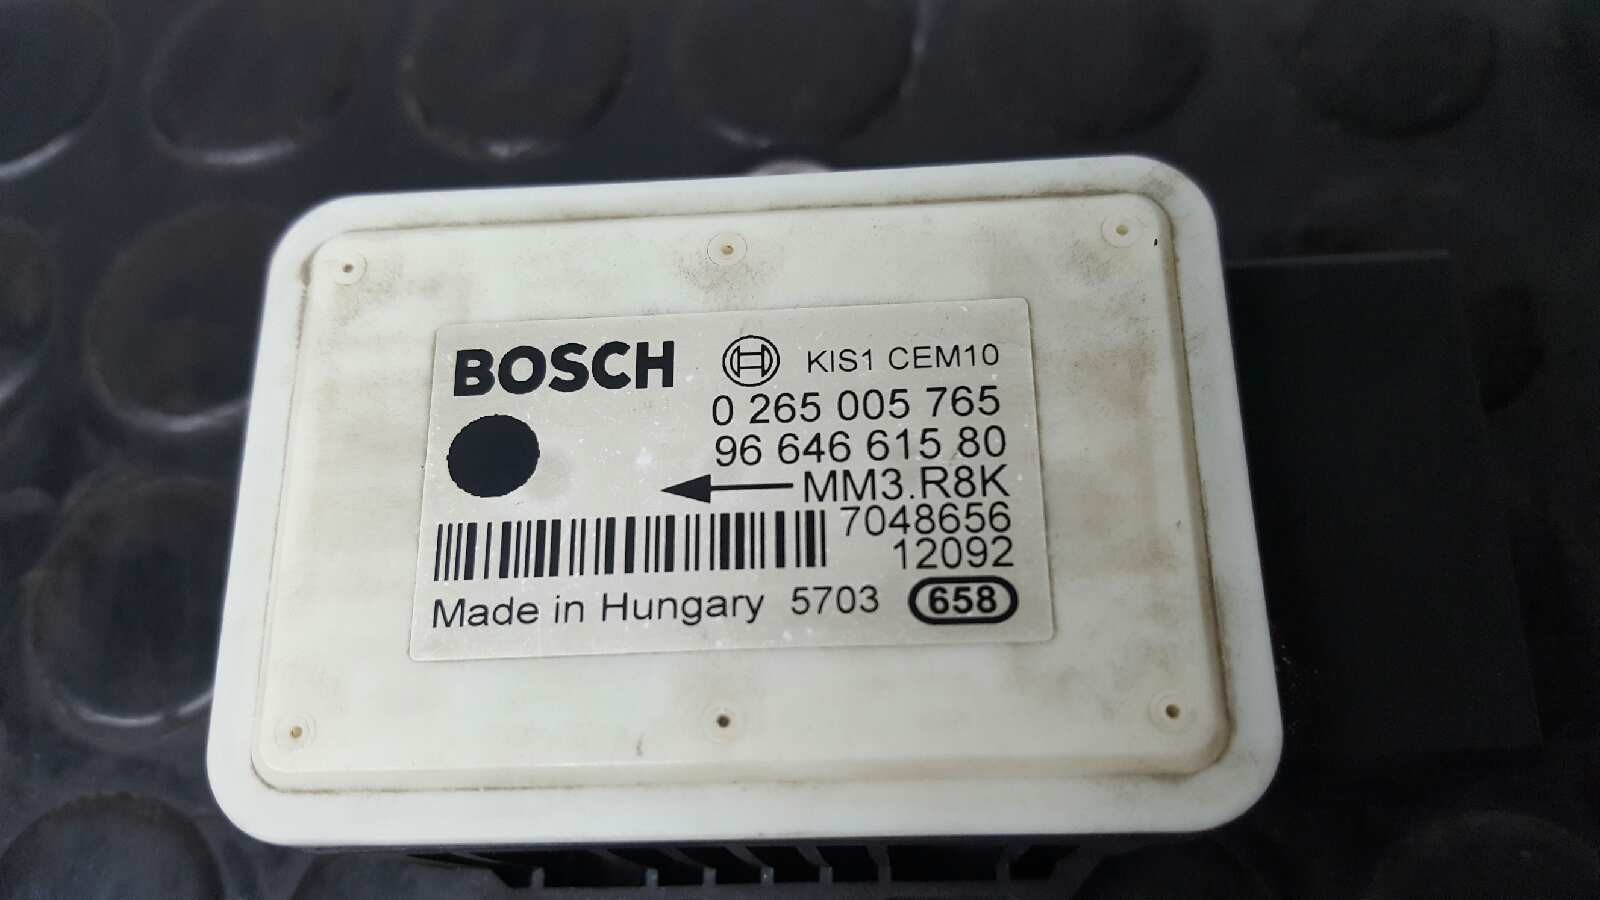 BOSCH KIS1 CEM10
0 265 005 765
96 646 615 80
MM3.R8K
7048656
12092
Made in Hungary 5703 658